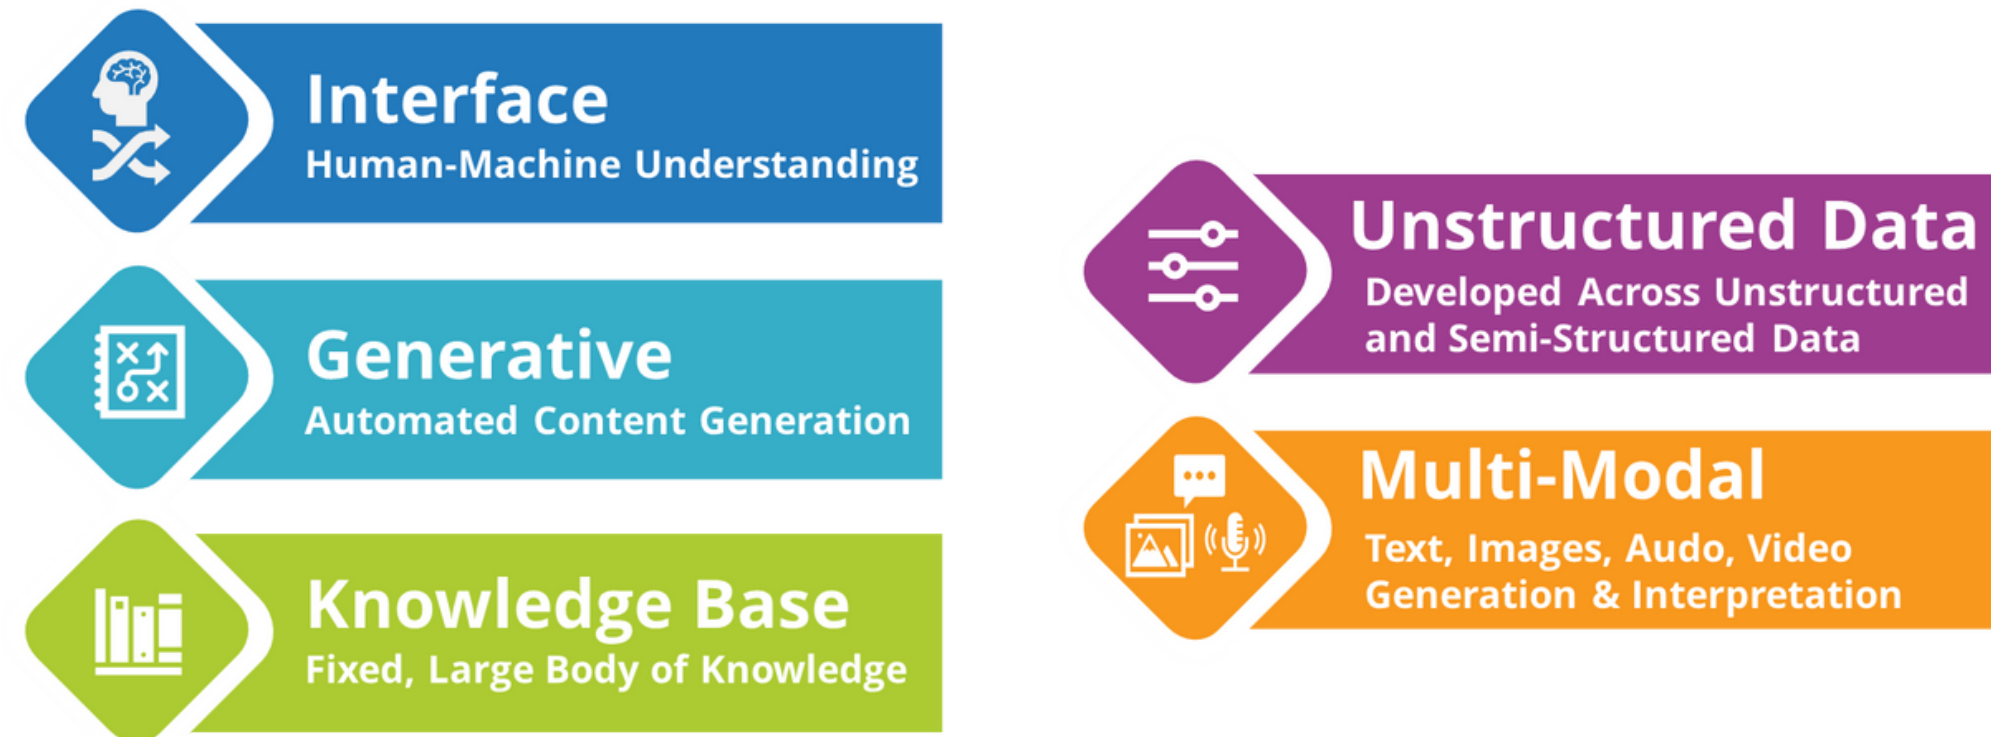 Interface
Human-Machine Understanding
Generative
Automated Content Generation
Knowledge Base
Fixed, Large Body of Knowledge
Unstructured Data
Developed Across Unstructured
and Semi-Structured Data
Multi-Modal
Text, Images, Audo, Video
Generation & Interpretation